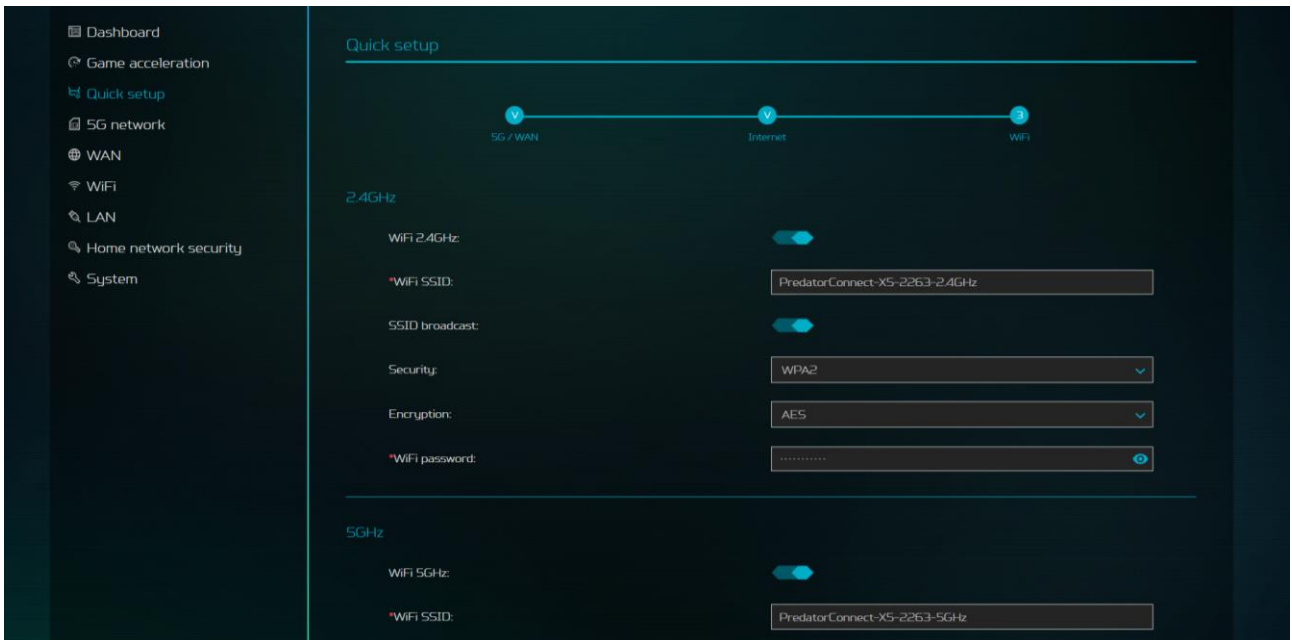 Dashboard
Game acceleration
Quick setup
5G network
WAN
WiFi
LAN
Home network security
System
Quick setup
V V 3
5G / WAN Internet WiFi
2.4GHz
WiFi 2.4GHz:
*WiFi SSID: PredatorConnect-X5-2263-2.4GHz
SSID broadcast:
Security: WPA2
Encryption: AES
*WiFi password: ...........
5GHz
WiFi 5GHz:
*WiFi SSID: PredatorConnect-X5-2263-5GHz